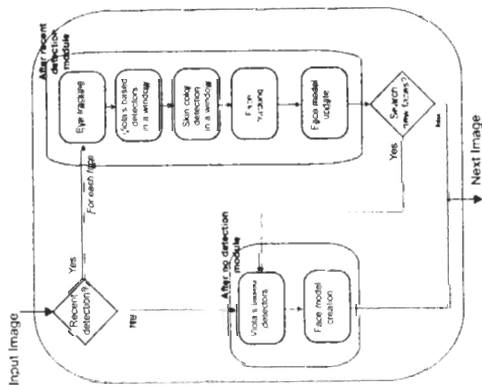 Input Image
Recent
detection?
Yes
For each face
No
After recent
detection module
Eye tracking
Viola's based
detectors
in a window
Skin color
detection
in a window
Face
tracking
Face model
update
Search
new faces?
Yes
After no detection
module
Viola's based
detectors
Face model
creation
Next Image